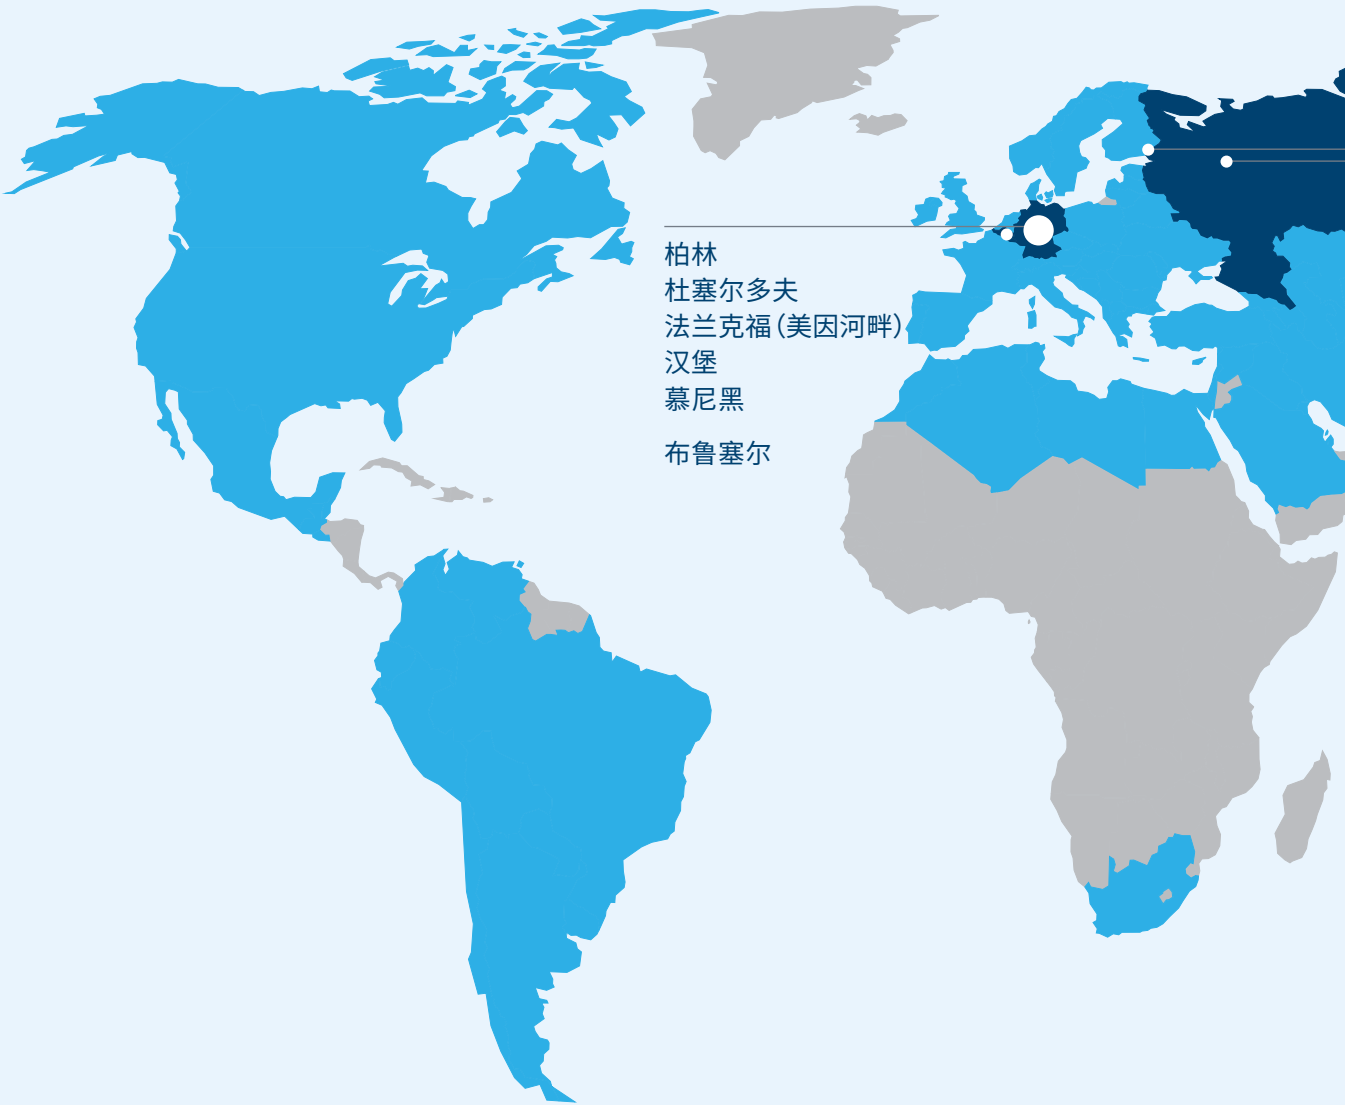 柏林
杜塞尔多夫
法兰克福(美因河畔)
汉堡
慕尼黑
布鲁塞尔